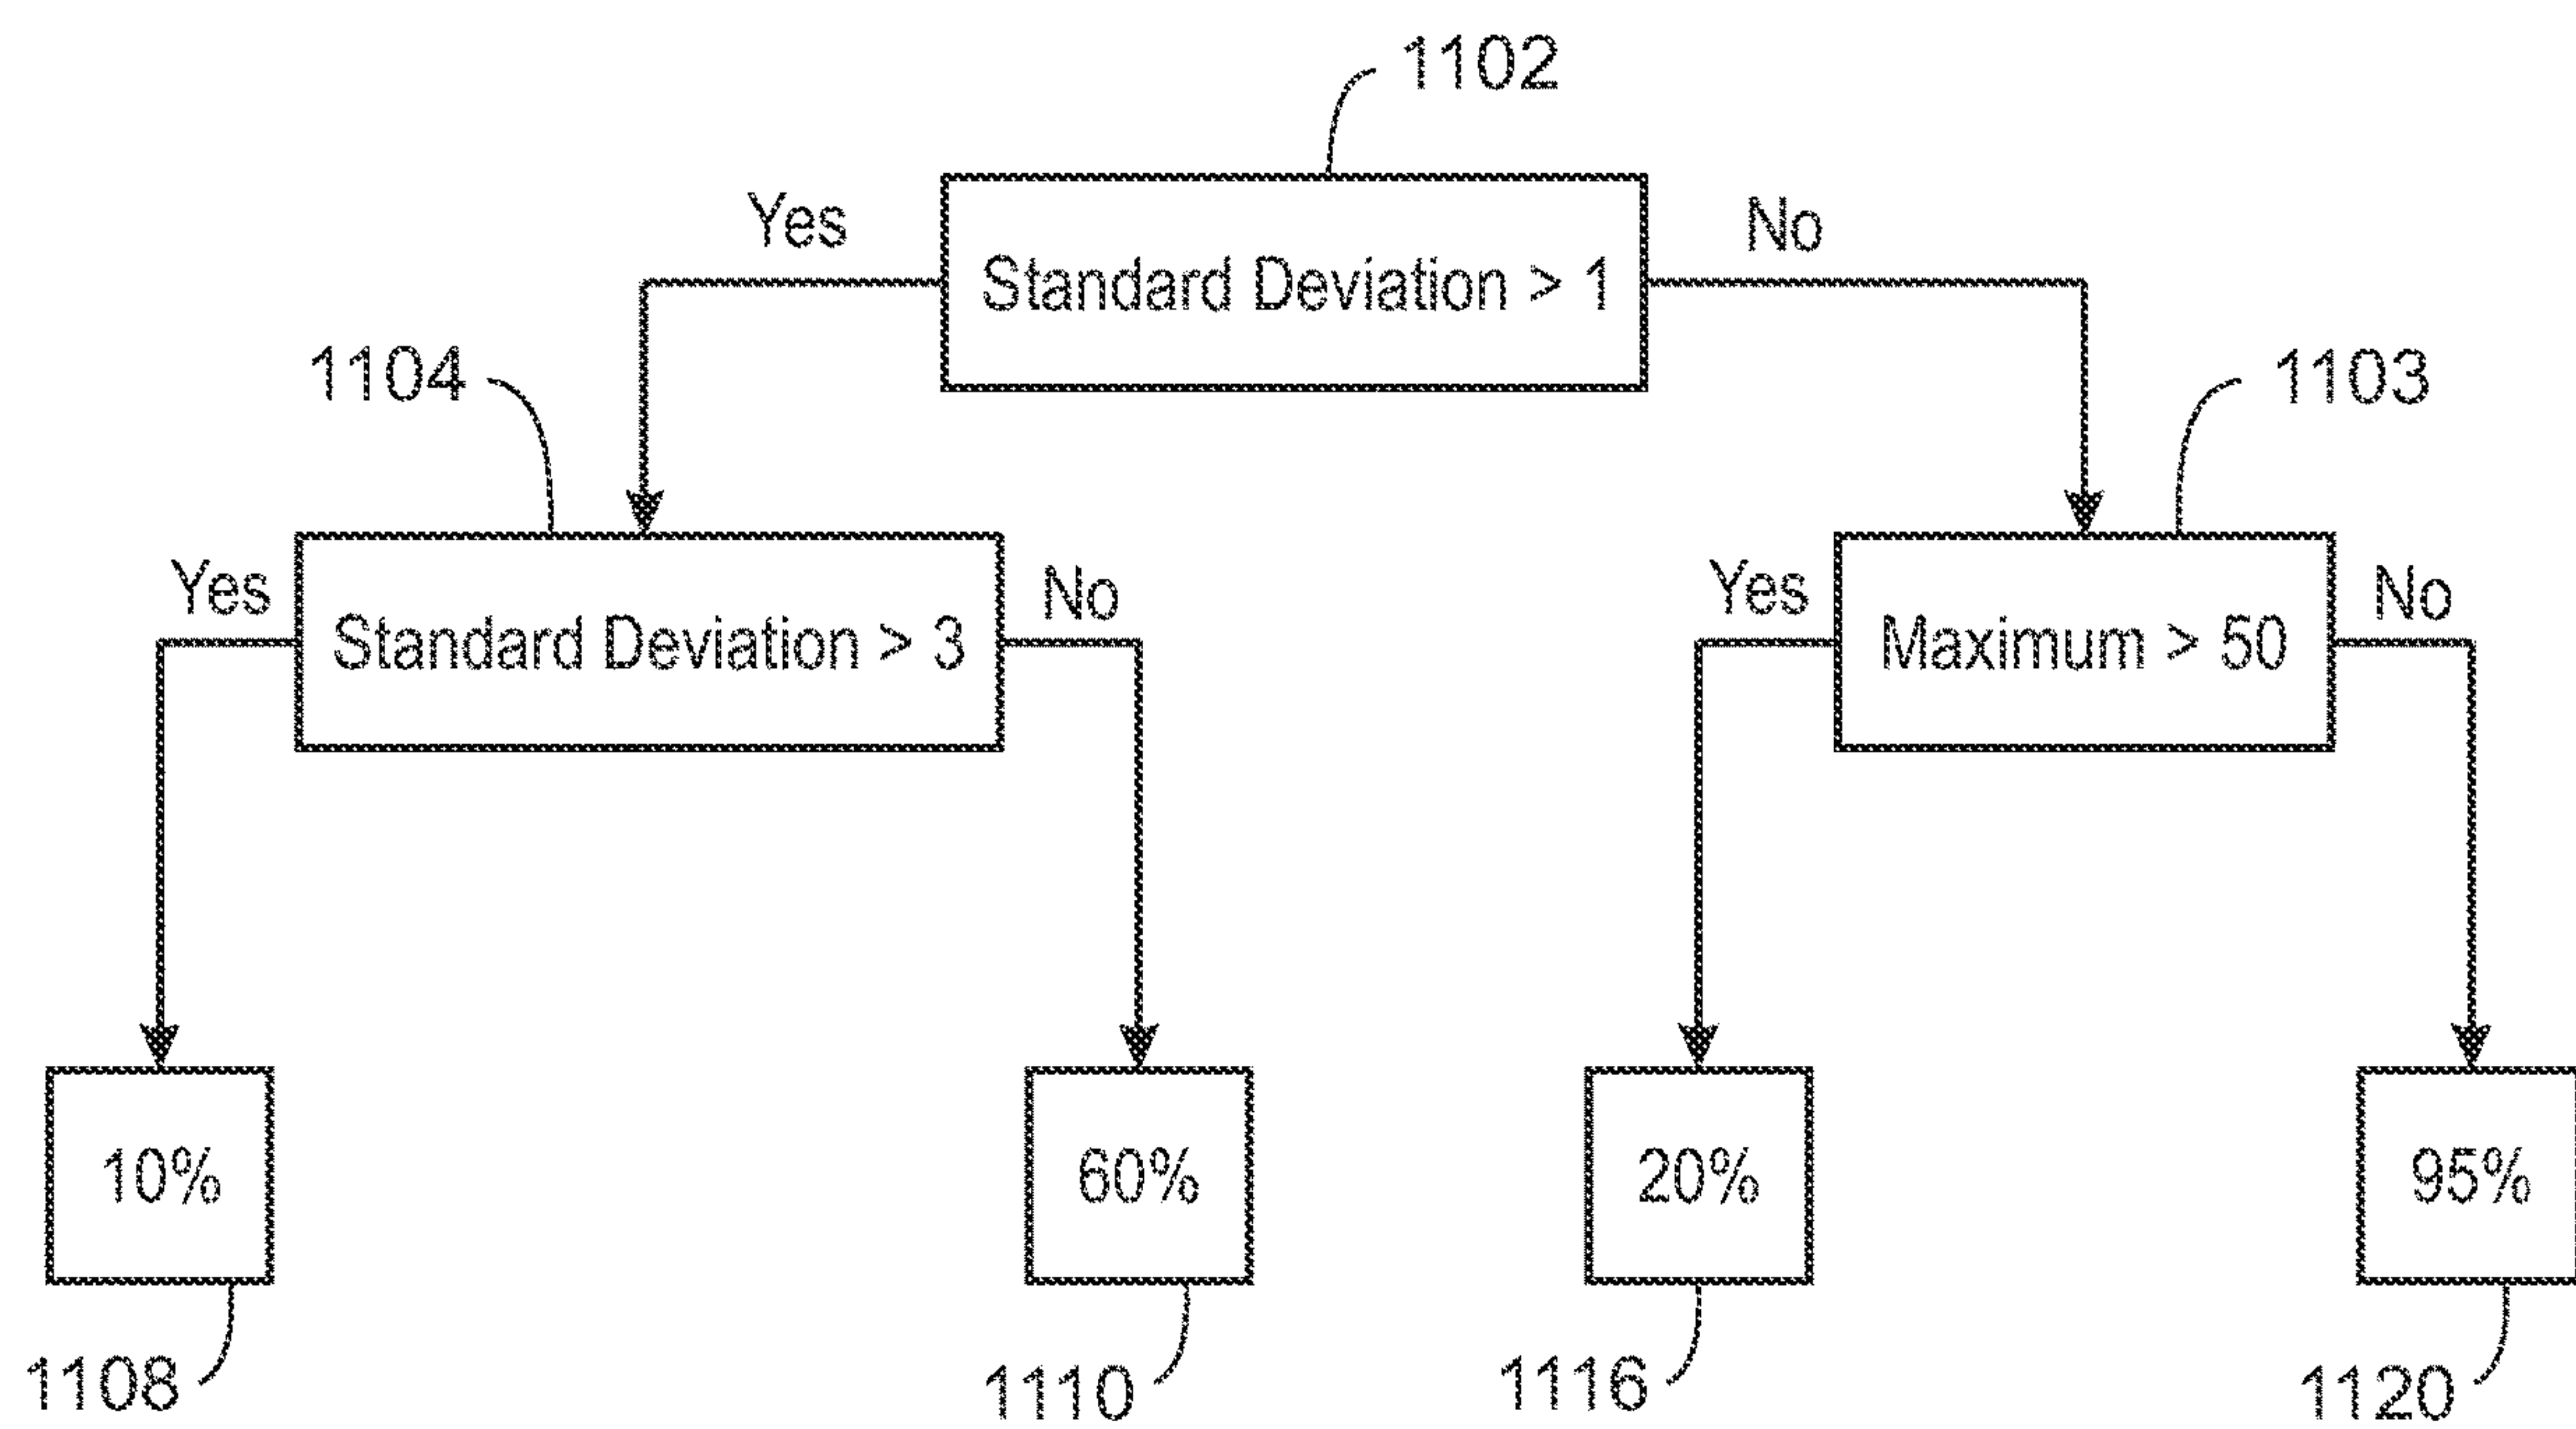 1102
Yes
No
Standard Deviation > 1
1104
1103
Yes
No
Yes
No
Standard Deviation > 3
Maximum > 50
10%
60%
20%
95%
1108
1110
1116
1120